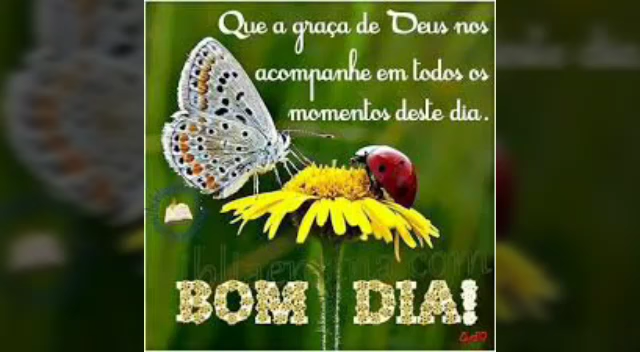 Que a graça de Deus nos
acompanhe em todos os
momentos deste dia.
BOM DIA!